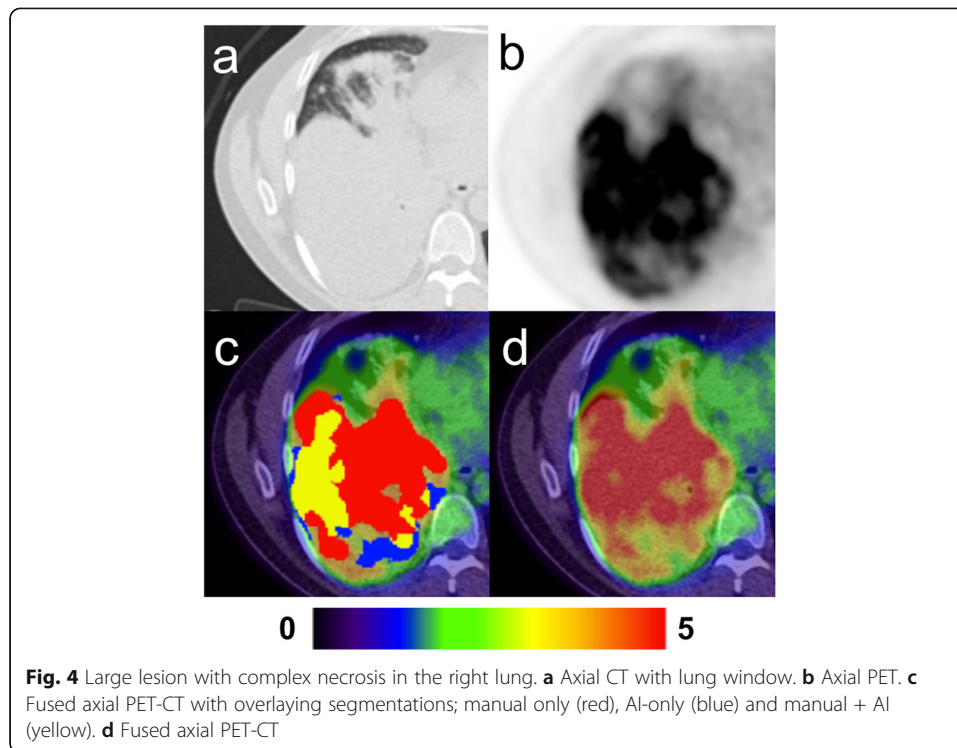 a
b
c
d
0
5
Fig. 4 Large lesion with complex necrosis in the right lung. a Axial CT with lung window. b Axial PET. c
Fused axial PET-CT with overlaying segmentations; manual only (red), AI-only (blue) and manual + AI
(yellow). d Fused axial PET-CT